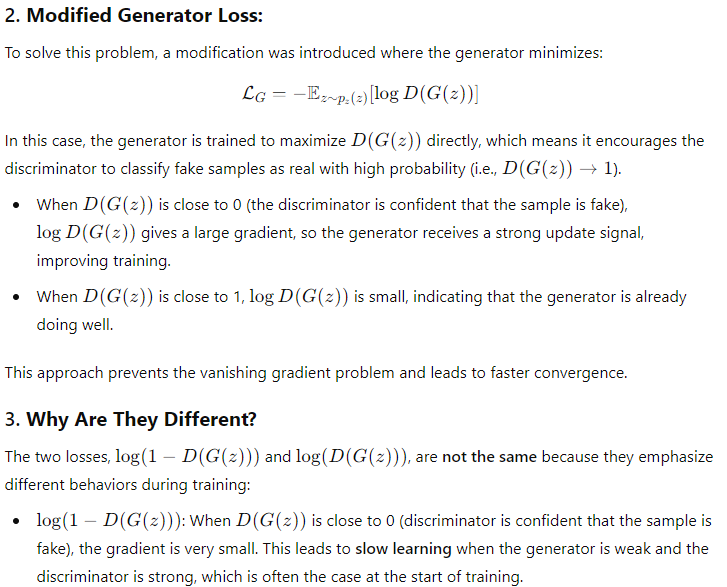 2. Modified Generator Loss:
To solve this problem, a modification was introduced where the generator minimizes:
ℒ_G = −𝔼_{z∼p_z(z)}[log D(G(z))]
In this case, the generator is trained to maximize D(G(z)) directly, which means it encourages the
discriminator to classify fake samples as real with high probability (i.e., D(G(z)) → 1).
• When D(G(z)) is close to 0 (the discriminator is confident that the sample is fake),
log D(G(z)) gives a large gradient, so the generator receives a strong update signal,
improving training.
• When D(G(z)) is close to 1, log D(G(z)) is small, indicating that the generator is already
doing well.
This approach prevents the vanishing gradient problem and leads to faster convergence.
3. Why Are They Different?
The two losses, log(1 − D(G(z))) and log(D(G(z))), are not the same because they emphasize
different behaviors during training:
• log(1 − D(G(z))): When D(G(z)) is close to 0 (discriminator is confident that the sample is
fake), the gradient is very small. This leads to slow learning when the generator is weak and the
discriminator is strong, which is often the case at the start of training.